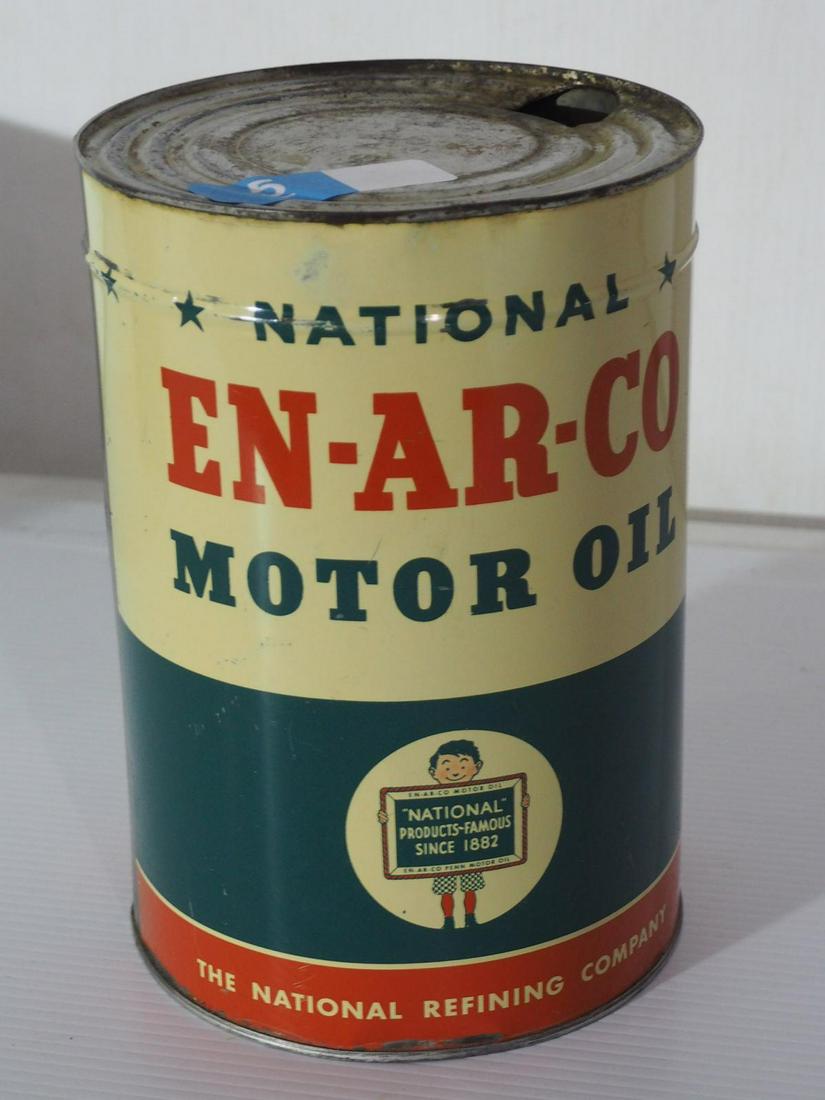 5
NATIONAL
EN-AR-CO
MOTOR OIL
EN-AR-CO MOTOR OIL
"NATIONAL"
PRODUCTS-FAMOUS
SINCE 1882
EN-AR-CO PENN MOTOR OIL
THE NATIONAL REFINING COMPANY